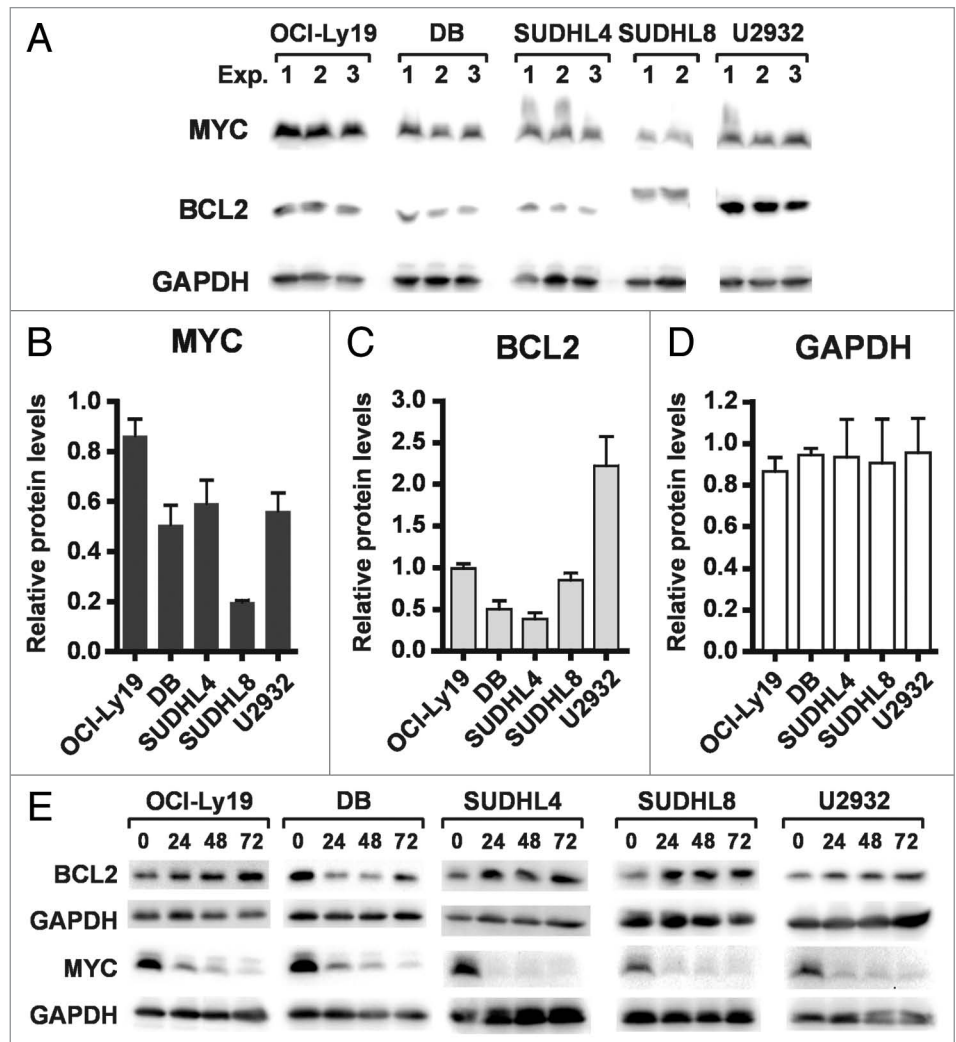 A
OCI-Ly19 DB SUDHL4 SUDHL8 U2932
Exp. 1 2 3 1 2 3 1 2 3 1 2 1 2 3
MYC
BCL2
GAPDH
B MYC
Relative protein levels
1.0
0.8
0.6
0.4
0.2
0.0
OCI-Ly19 DB SUDHL4 SUDHL8 U2932
C BCL2
Relative protein levels
3.0
2.5
2.0
1.5
1.0
0.5
0.0
OCI-Ly19 DB SUDHL4 SUDHL8 U2932
D GAPDH
Relative protein levels
1.2
1.0
0.8
0.6
0.4
0.2
0.0
OCI-Ly19 DB SUDHL4 SUDHL8 U2932
E OCI-Ly19 DB SUDHL4 SUDHL8 U2932
0 24 48 72 0 24 48 72 0 24 48 72 0 24 48 72 0 24 48 72
BCL2
GAPDH
MYC
GAPDH